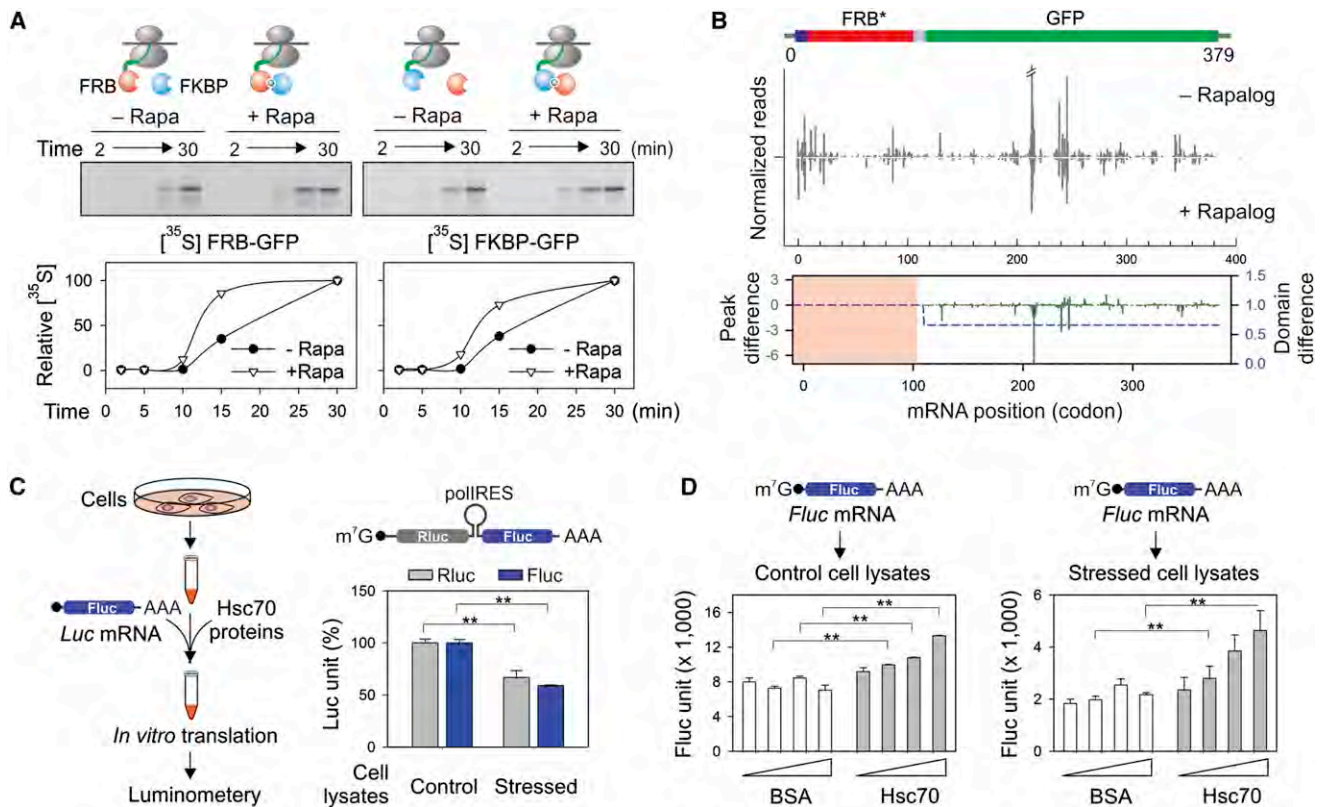 A
FRB
FKBP
– Rapa
+ Rapa
– Rapa
+ Rapa
Time 2 30 2 30 2 30 2 30 (min)
[³⁵S] FRB-GFP
[³⁵S] FKBP-GFP
Relative [³⁵S]
100
50
0
- Rapa
+Rapa
- Rapa
+Rapa
Time 0 5 10 15 20 25 30 0 5 10 15 20 25 30 (min)
B
FRB*
GFP
0
379
Normalized reads
– Rapalog
+ Rapalog
0 100 200 300 400
Peak difference
3
0
-3
-6
1.5
1.0
0.5
0.0
Domain difference
0 100 200 300
mRNA position (codon)
C
Cells
Fluc -AAA
Luc mRNA
Hsc70 proteins
In vitro translation
Luminometery
polIRES
m⁷G Rluc Fluc - AAA
Rluc Fluc
Luc unit (%)
150
100
50
0
** **
Cell lysates
Control Stressed
D
m⁷G Fluc -AAA
Fluc mRNA
Control cell lysates
Fluc unit (x 1,000)
16
12
8
4
0
**
**
**
BSA Hsc70
m⁷G Fluc -AAA
Fluc mRNA
Stressed cell lysates
Fluc unit (x 1,000)
6
4
2
0
**
**
BSA Hsc70